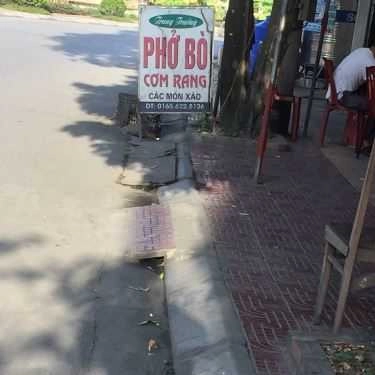 Trung Trường
PHỞ BÒ
CƠM RANG
CÁC MÓN XÀO
ĐT: 0165.622.8136